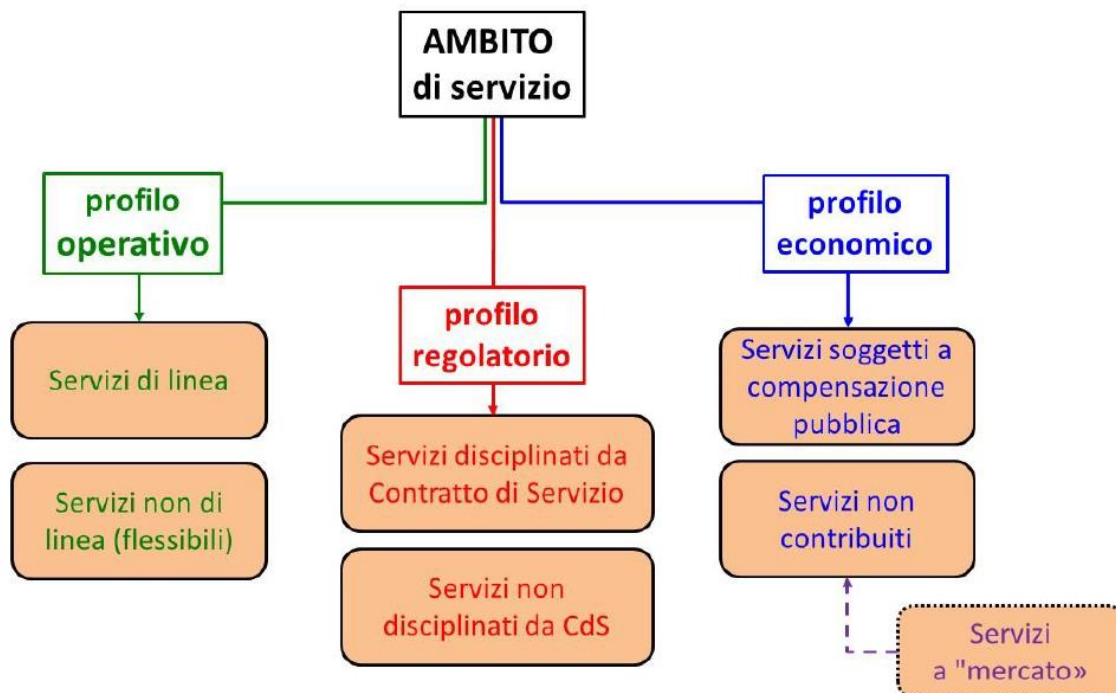 AMBITO
di servizio
profilo
operativo
Servizi di linea
Servizi non di
linea (flessibili)
profilo
regolatorio
Servizi disciplinati da
Contratto di Servizio
Servizi non
disciplinati da CdS
profilo
economico
Servizi soggetti a
compensazione
pubblica
Servizi non
contribuiti
Servizi
a "mercato»